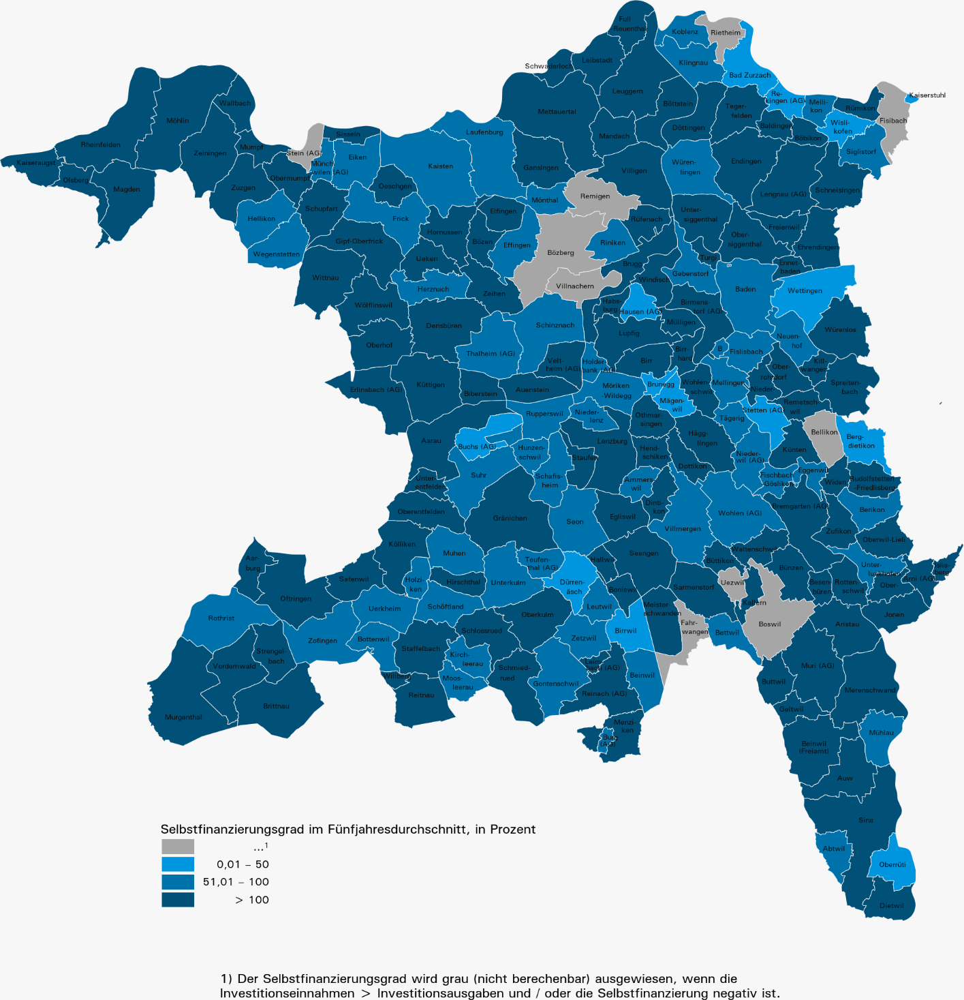 Full
-Reuenthal
Koblenz
Rietheim
Schwaderloch
Leibstadt
Klingnau
Bad Zurzach
Leuggern
Böttstein
Re-
kingen (AG)
Kaiserstuhl
Melli-
kon
Rümikon
Wallbach
Mettauertal
Teger-
felden
Fisibach
Möhlin
Wisli-
kofen
Baldingen
Döttingen
Böbikon
Laufenburg
Sisseln
Mandach
Rheinfelden
Mumpf
Stein (AG)
Zeiningen
Eiken
Siglistorf
Kaiseraugst
Münch-
wilen (AG)
Kaisten
Gansingen
Villigen
Würen-
lingen
Endingen
Olsberg
Obermumpf
Magden
Zuzgen
Oeschgen
Schneisingen
Lengnau (AG)
Mönthal
Remigen
Schupfart
Elfingen
Unter-
siggenthal
Hellikon
Frick
Rüfenach
Freienwil
Hornussen
Ober-
siggenthal
Gipf-Oberfrick
Bözen
Effingen
Riniken
Ehrendingen
Wegenstetten
Bözberg
Ueken
Turgi
Brugg
Ennet-
baden
Wittnau
Gebenstorf
Windisch
Villnachern
Herznach
Zeihen
Baden
Wettingen
Wölflinswil
Habs-
burg
Hausen (AG)
Birmens-
torf (AG)
Densbüren
Schinznach
Mülligen
Lupfig
Würenlos
Oberhof
Neuen-
hof
Thalheim (AG)
Birr-
hard
B.
Fislisbach
Velt-
heim (AG)
Holder-
bank (AG)
Birr
Kill-
wangen
Ober-
rohrdorf
Erlinsbach (AG)
Küttigen
Biberstein
Auenstein
Möriken
-Wildegg
Brunegg
Wohlen-
schwil
Mellingen
Nieder-
Spreiten-
bach
Mägen-
wil
Remetsch-
wil
Stetten (AG)
Rupperswil
Nieder-
lenz
Othmar-
singen
Tägerig
Hägg-
lingen
Bellikon
Berg-
dietikon
Aarau
Buchs (AG)
Hunzen-
schwil
Lenzburg
Staufen
Hend-
schiken
Künten
Nieder-
wil (AG)
Dottikon
Eggenwil
Suhr
Schafis-
heim
Ammers-
wil
Fischbach
-Göslikon
Widen
Rudolfstetten
-Friedlisberg
Unter-
entfelden
Dinti-
kon
Bremgarten (AG)
Berikon
Oberentfelden
Gränichen
Seon
Egliswil
Wohlen (AG)
Villmergen
Zufikon
Oberwil-Lieli
Kölliken
Muhen
Seengen
Waltenschwil
Aar-
burg
Teufen-
thal (AG)
Hallwil
Büttikon
Bünzen
Unter-
lunkhofen
Islis-
berg
Safenwil
Holzi-
ken
Hirschthal
Unterkulm
Dürren-
äsch
Boniswil
Sarmenstorf
Uezwil
Besen-
büren
Rotten-
schwil
Ober-
Arni (AG)
Oftringen
Uerkheim
Schöftland
Leutwil
Meister-
schwanden
Kallern
Rothrist
Oberkulm
Fahr-
wangen
Boswil
Aristau
Jonen
Schlossrued
Birrwil
Bettwil
Zofingen
Bottenwil
Zetzwil
Strengel-
bach
Staffelbach
Kirch-
leerau
Vordemwald
Schmied-
rued
Leim-
bach (AG)
Muri (AG)
Wiliberg
Moos-
leerau
Gontenschwil
Beinwil
Buttwil
Reitnau
Reinach (AG)
Merenschwand
Brittnau
Geltwil
Murgenthal
Menzi-
ken
Burg
(AG)
Mühlau
Beinwil
(Freiamt)
Auw
Sins
Selbstfinanzierungsgrad im Fünfjahresdurchschnitt, in Prozent
...1
Abtwil
0,01 – 50
Oberrüti
51,01 – 100
> 100
Dietwil
1) Der Selbstfinanzierungsgrad wird grau (nicht berechenbar) ausgewiesen, wenn die
Investitionseinnahmen > Investitionsausgaben und / oder die Selbstfinanzierung negativ ist.